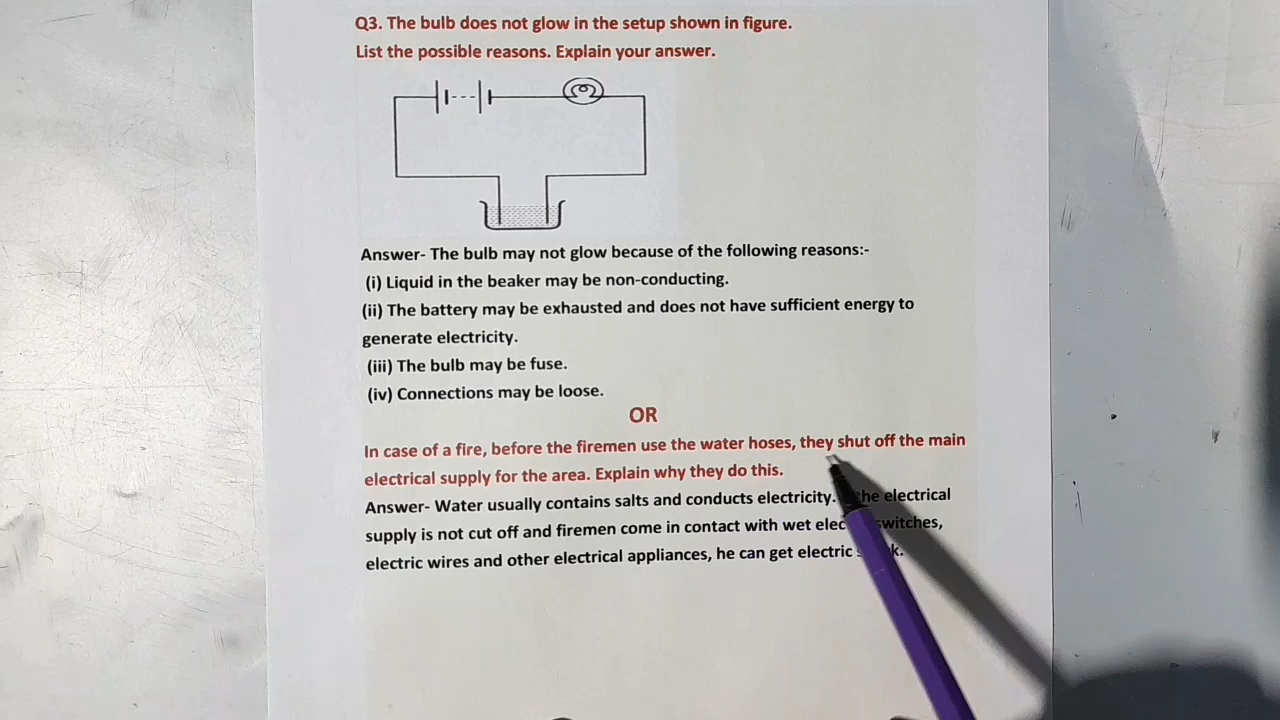 Q3. The bulb does not glow in the setup shown in figure.
List the possible reasons. Explain your answer.
Answer- The bulb may not glow because of the following reasons:-
(i) Liquid in the beaker may be non-conducting.
(ii) The battery may be exhausted and does not have sufficient energy to
generate electricity.
(iii) The bulb may be fuse.
(iv) Connections may be loose.
OR
In case of a fire, before the firemen use the water hoses, they shut off the main
electrical supply for the area. Explain why they do this.
Answer- Water usually contains salts and conducts electricity. the electrical
supply is not cut off and firemen come in contact with wet switches,
electric wires and other electrical appliances, he can get electric